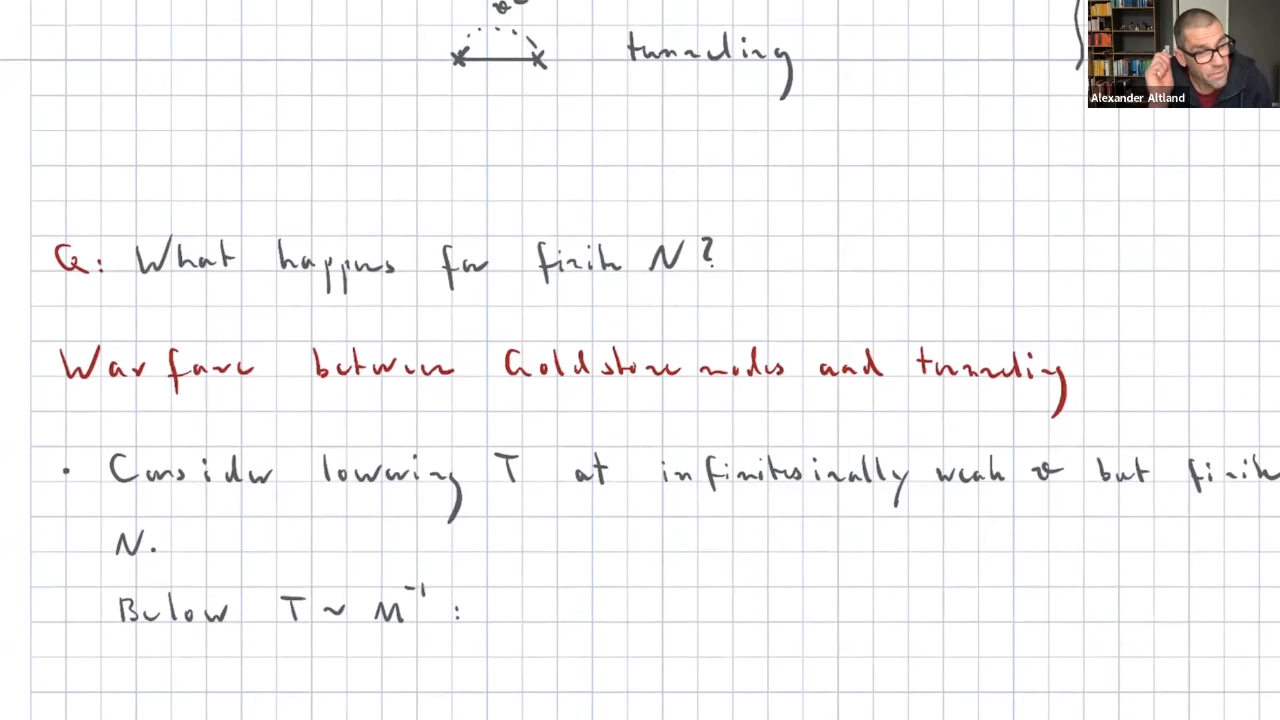 v
tunneling
Alexander Altland
Q: What happens for finite N?
Warfare between Goldstone modes and tunneling
• Consider lowering T at infinitesimally weak v but finite
N.
Below T ~ M⁻¹ :